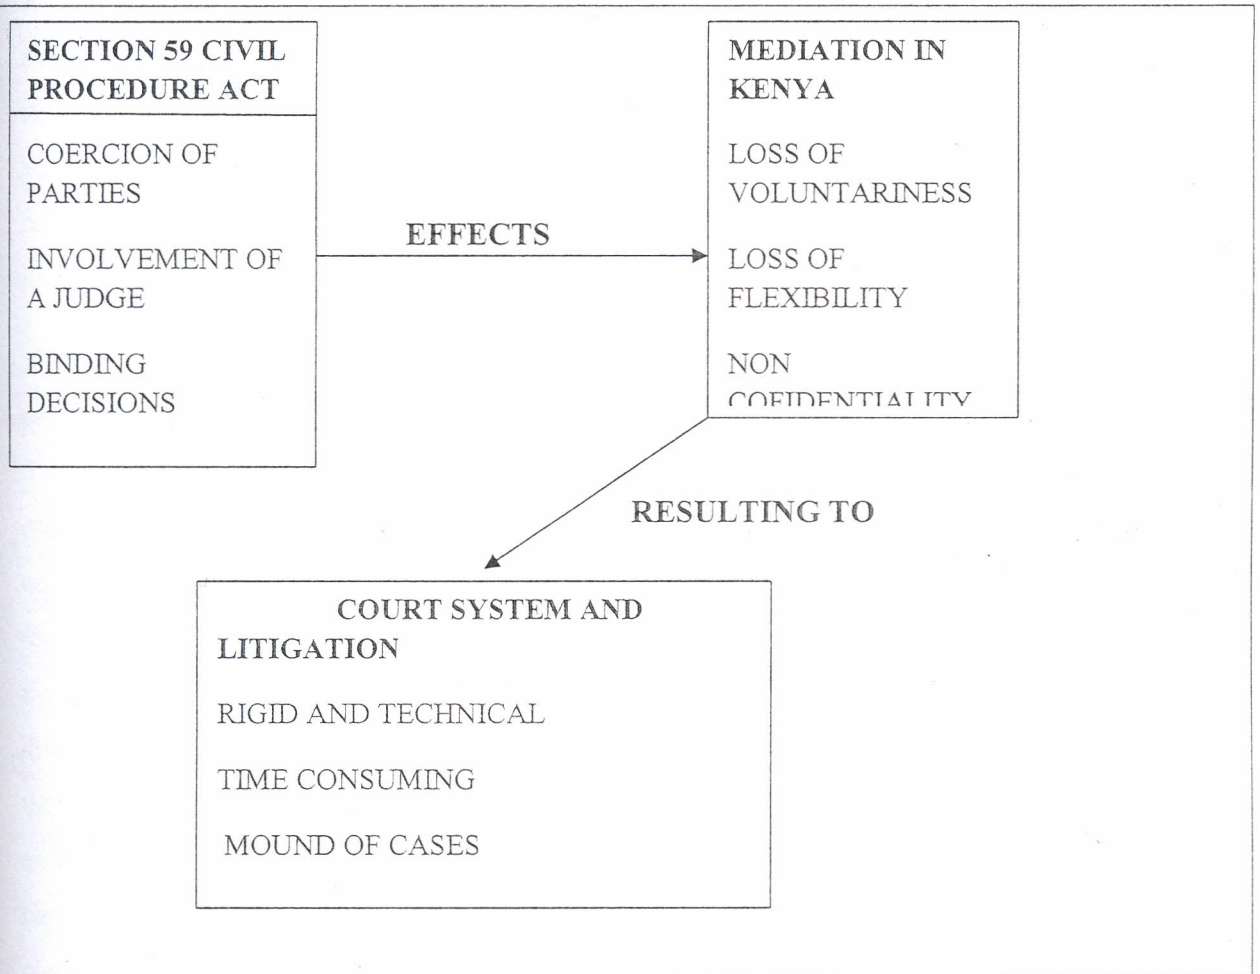 SECTION 59 CIVIL
PROCEDURE ACT
COERCION OF
PARTIES
INVOLVEMENT OF
A JUDGE
BINDING
DECISIONS
EFFECTS
MEDIATION IN
KENYA
LOSS OF
VOLUNTARINESS
LOSS OF
FLEXIBILITY
NON
COFIDENTIALITY
RESULTING TO
COURT SYSTEM AND
LITIGATION
RIGID AND TECHNICAL
TIME CONSUMING
MOUND OF CASES